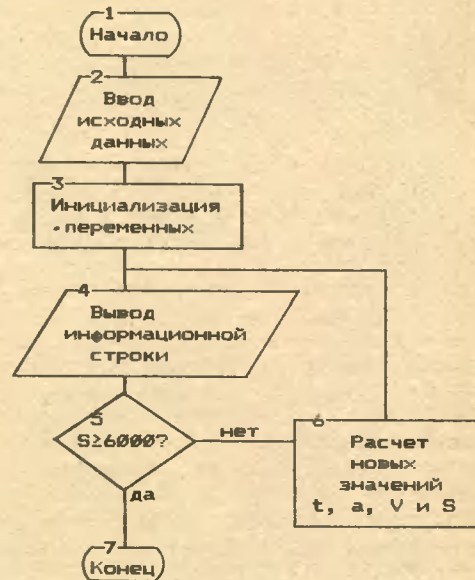 1
Начало
2
Ввод
исходных
данных
3
Инициализация
переменных
4
Вывод
информационной
строки
5
S≥6000?
нет
6
Расчет
новых
значений
t, a, V и S
да
7
Конец